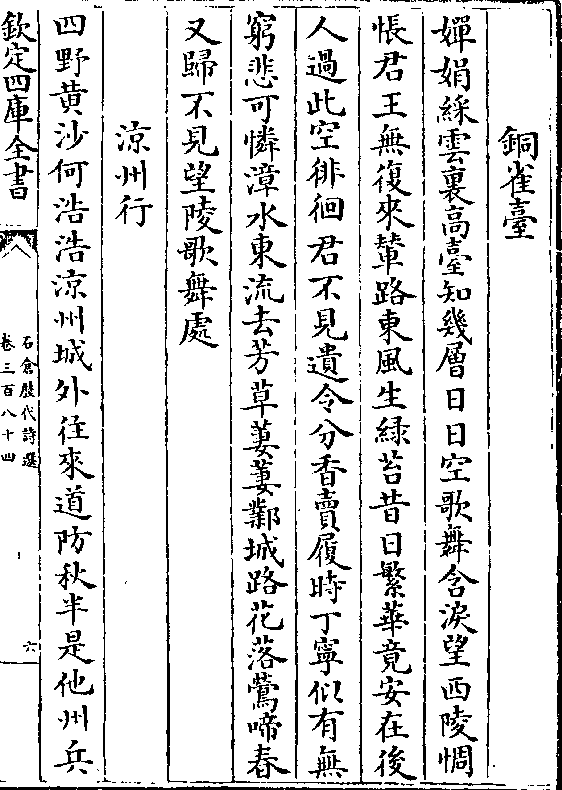 銅雀臺
嬋娟綵雲裏高臺知幾層日日空歌舞含淚望西陵惆
悵君王無復來輦路東風生緑苔昔日繁華竟安在後
人過此空徘徊君不見遺令分香賣履時丁寧似有無
窮悲可憐漳水東流去芳草萋萋鄴城路花落鶯啼春
又歸不見望陵歌舞處
涼州行
四野黄沙何浩浩涼州城外往來道防秋半是他州兵
欽定四庫全書
石倉歴代詩選
卷三百八十四
六